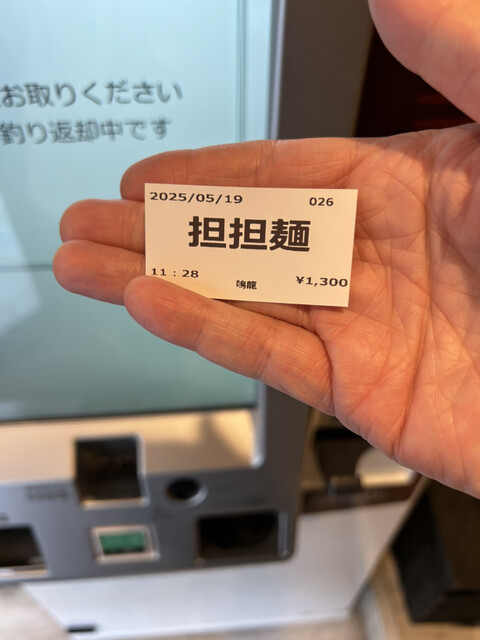 お取りください
釣り返却中です
2025/05/19 026
担担麺
11：28 鳴龍 ¥1,300